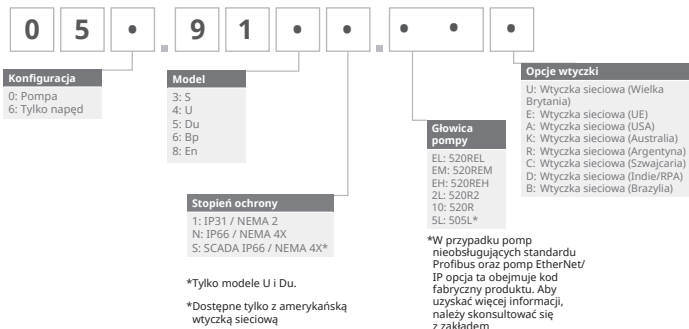 0 5 • . 9 1 • • . • • •
Konfiguracja
0: Pompa
6: Tylko napęd
Model
3: S
4: U
5: Du
6: Bp
8: En
Stopień ochrony
1: IP31 / NEMA 2
N: IP66 / NEMA 4X
S: SCADA IP66 / NEMA 4X*
*Tylko modele U i Du.
*Dostępne tylko z amerykańską
wtyczką sieciową
Głowica
pompy
EL: 520REL
EM: 520REM
EH: 520REH
2L: 520R2
10: 520R
5L: 505L*
*W przypadku pomp
nieobsługujących standardu
Profibus oraz pomp EtherNet/
IP opcja ta obejmuje kod
fabryczny produktu. Aby
uzyskać więcej informacji,
należy skonsultować się
z zakładem
Opcje wtyczki
U: Wtyczka sieciowa (Wielka
Brytania)
E: Wtyczka sieciowa (UE)
A: Wtyczka sieciowa (USA)
K: Wtyczka sieciowa (Australia)
R: Wtyczka sieciowa (Argentyna)
C: Wtyczka sieciowa (Szwajcaria)
D: Wtyczka sieciowa (Indie/RPA)
B: Wtyczka sieciowa (Brazylia)